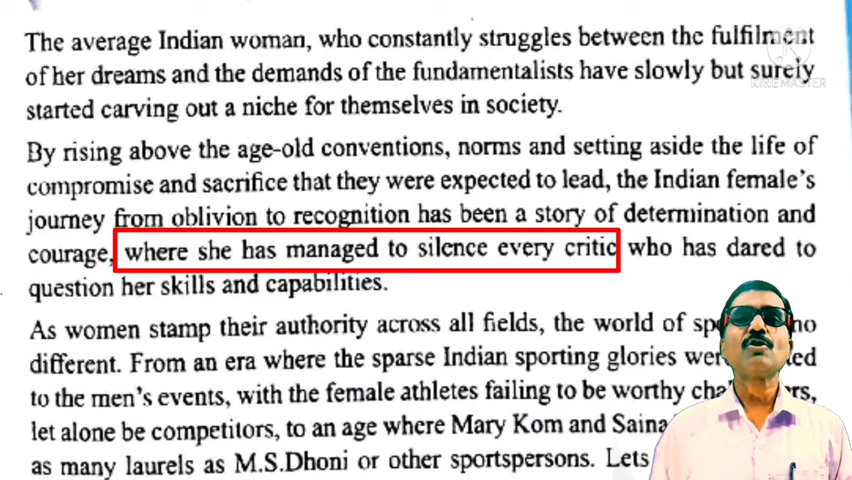 The average Indian woman, who constantly struggles between the fulfilment
of her dreams and the demands of the fundamentalists have slowly but surely
started carving out a niche for themselves in society.
By rising above the age-old conventions, norms and setting aside the life of
compromise and sacrifice that they were expected to lead, the Indian female's
journey from oblivion to recognition has been a story of determination and
courage, where she has managed to silence every critic who has dared to
question her skills and capabilities.
As women stamp their authority across all fields, the world of
different. From an era where the sparse Indian sporting glories
to the men's events, with the female athletes failing to be worthy
let alone be competitors, to an age where Mary Kom and
as many laurels as M.S.Dhoni or other sportspersons. Lets
KINEMASTER